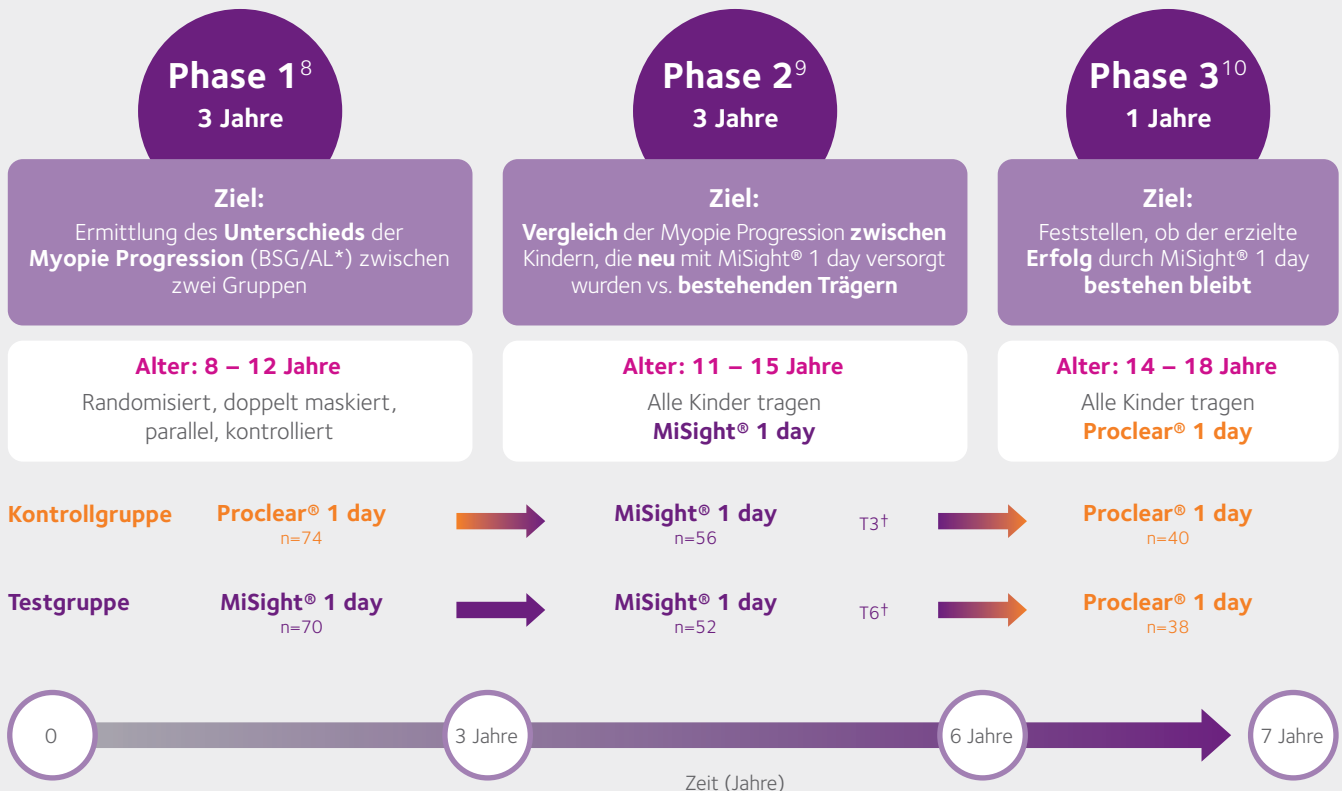 Phase 1⁸
3 Jahre
Ziel:
Ermittlung des Unterschieds der
Myopie Progression (BSG/AL*) zwischen
zwei Gruppen
Alter: 8 – 12 Jahre
Randomisiert, doppelt maskiert,
parallel, kontrolliert
Phase 2⁹
3 Jahre
Ziel:
Vergleich der Myopie Progression zwischen
Kindern, die neu mit MiSight® 1 day versorgt
wurden vs. bestehenden Trägern
Alter: 11 – 15 Jahre
Alle Kinder tragen
MiSight® 1 day
Phase 3¹⁰
1 Jahre
Ziel:
Feststellen, ob der erzielte
Erfolg durch MiSight® 1 day
bestehen bleibt
Alter: 14 – 18 Jahre
Alle Kinder tragen
Proclear® 1 day
Kontrollgruppe
Proclear® 1 day
n=74
MiSight® 1 day
n=56
T3†
Proclear® 1 day
n=40
Testgruppe
MiSight® 1 day
n=70
MiSight® 1 day
n=52
T6†
Proclear® 1 day
n=38
0
3 Jahre
6 Jahre
7 Jahre
Zeit (Jahre)